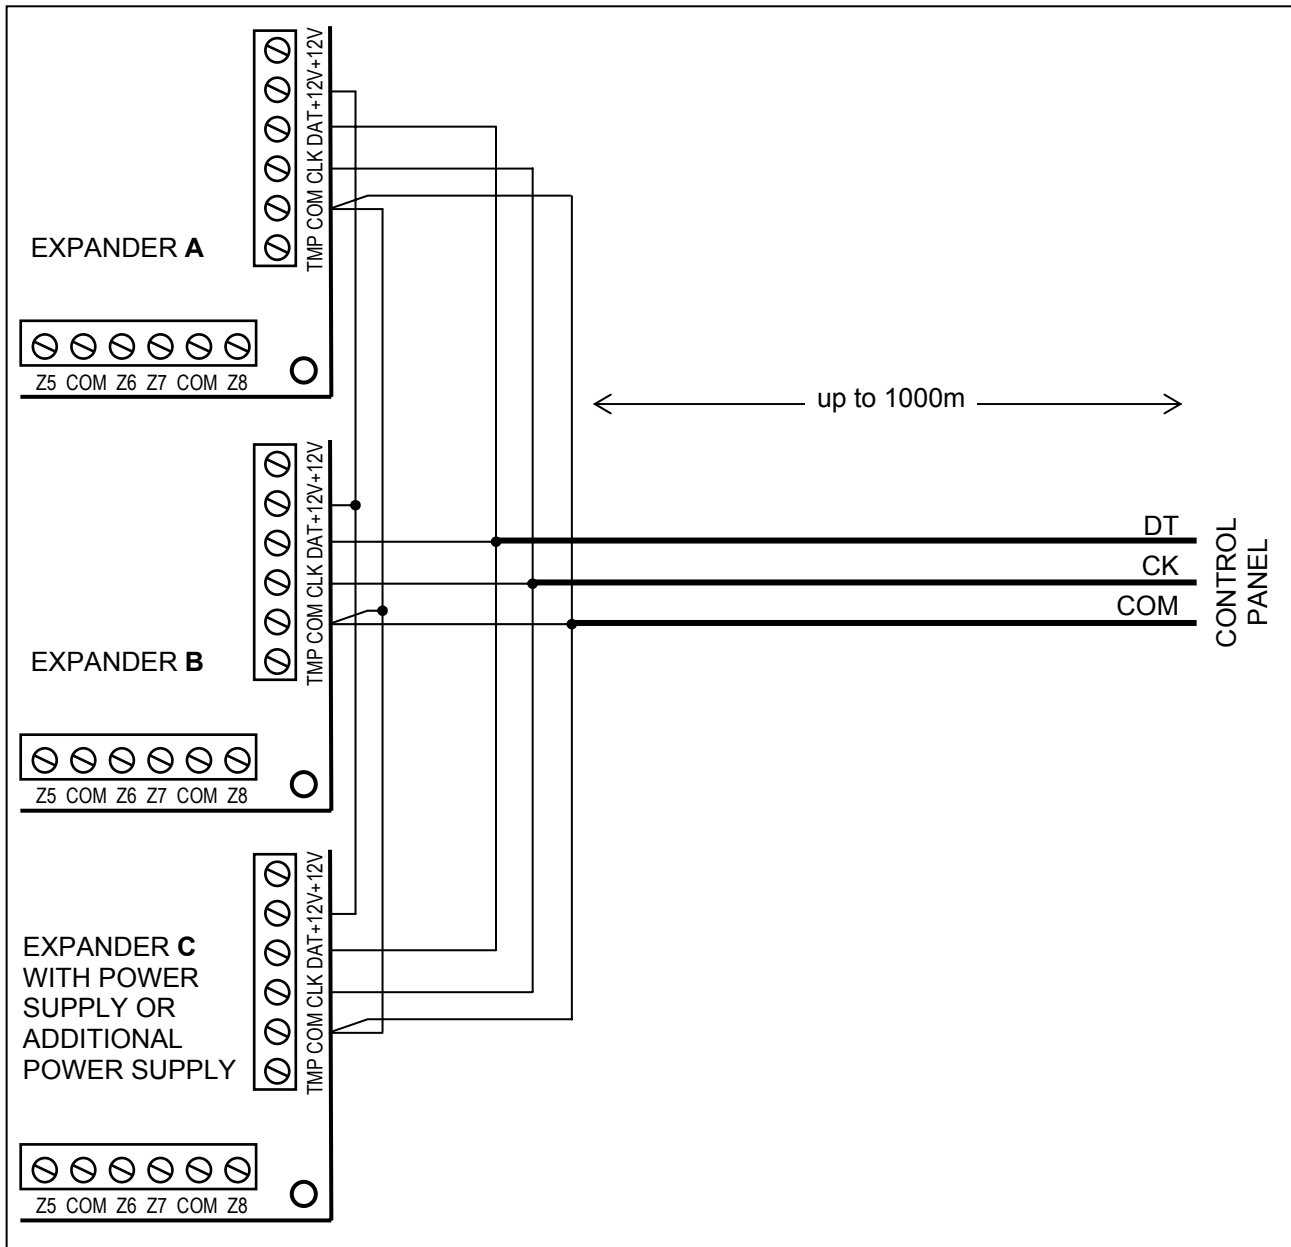 TMP COM CLK DAT+12V+12V
EXPANDER A
Z5 COM Z6 Z7 COM Z8
up to 1000m
TMP COM CLK DAT+12V+12V
EXPANDER B
Z5 COM Z6 Z7 COM Z8
DT
CK
COM
CONTROL
PANEL
TMP COM CLK DAT+12V+12V
EXPANDER C
WITH POWER
SUPPLY OR
ADDITIONAL
POWER SUPPLY
Z5 COM Z6 Z7 COM Z8